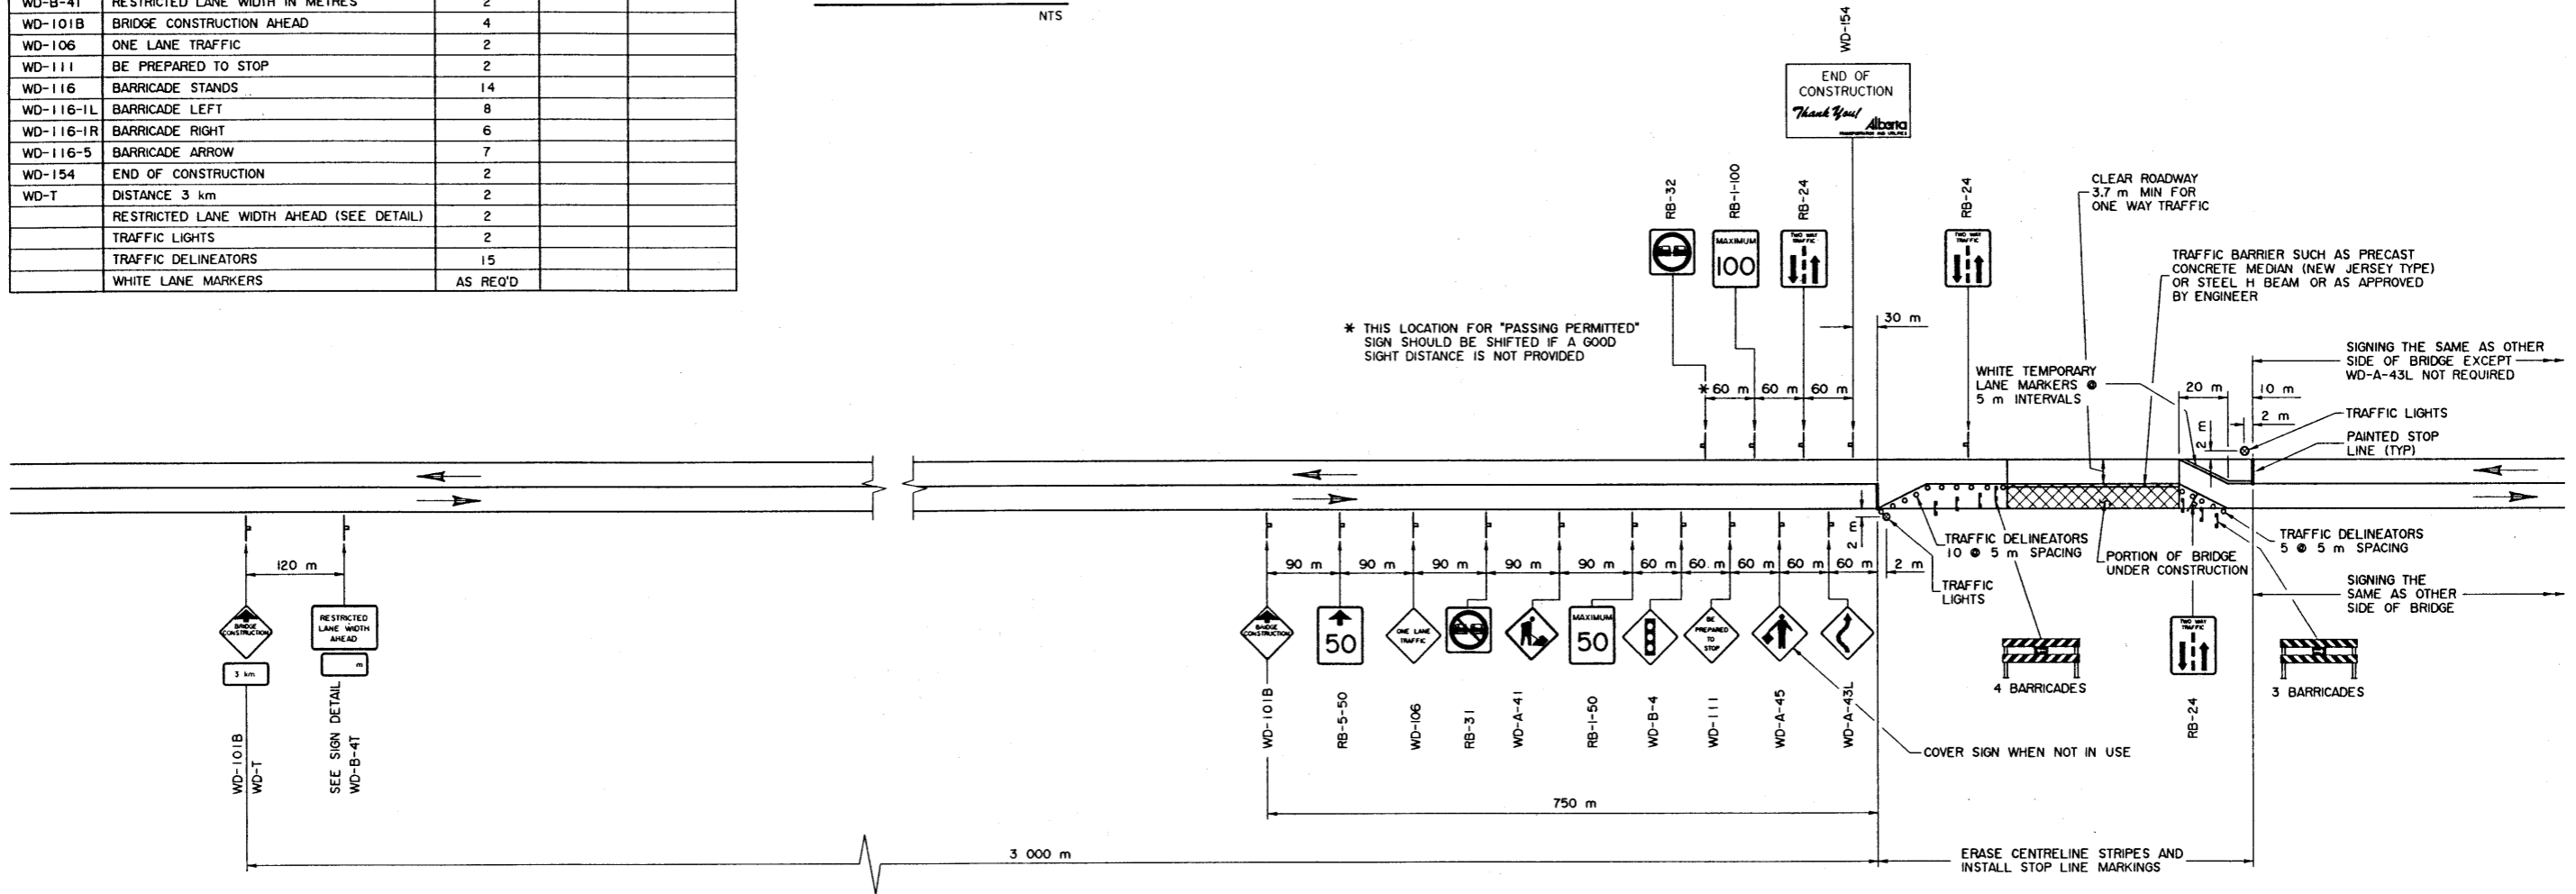 WD-B-4T RESTRICTED LANE WIDTH IN METRES 2
WD-101B BRIDGE CONSTRUCTION AHEAD 4
WD-106 ONE LANE TRAFFIC 2
WD-111 BE PREPARED TO STOP 2
WD-116 BARRICADE STANDS 14
WD-116-1L BARRICADE LEFT 8
WD-116-1R BARRICADE RIGHT 6
WD-116-5 BARRICADE ARROW 7
WD-154 END OF CONSTRUCTION 2
WD-T DISTANCE 3 km 2
RESTRICTED LANE WIDTH AHEAD (SEE DETAIL) 2
TRAFFIC LIGHTS 2
TRAFFIC DELINEATORS 15
WHITE LANE MARKERS AS REQ'D
NTS
WD-154
END OF
CONSTRUCTION
Thank You!
Alberta
TRANSPORTATION AND UTILITIES
RB-32
RB-1-100
RB-24
RB-24
MAXIMUM
100
TWO WAY
TRAFFIC
TWO WAY
TRAFFIC
CLEAR ROADWAY
3.7 m MIN FOR
ONE WAY TRAFFIC
TRAFFIC BARRIER SUCH AS PRECAST
CONCRETE MEDIAN (NEW JERSEY TYPE)
OR STEEL H BEAM OR AS APPROVED
BY ENGINEER
* THIS LOCATION FOR "PASSING PERMITTED"
SIGN SHOULD BE SHIFTED IF A GOOD
SIGHT DISTANCE IS NOT PROVIDED
30 m
* 60 m 60 m 60 m
WHITE TEMPORARY
LANE MARKERS @
5 m INTERVALS
SIGNING THE SAME AS OTHER
SIDE OF BRIDGE EXCEPT
WD-A-43L NOT REQUIRED
20 m
10 m
2 m
2 m
TRAFFIC LIGHTS
PAINTED STOP
LINE (TYP)
120 m
BRIDGE
CONSTRUCTION
3 km
RESTRICTED
LANE WIDTH
AHEAD
m
WD-101B
WD-T
SEE SIGN DETAIL
WD-B-4T
90 m 90 m 90 m 90 m 90 m 60 m 60 m 60 m 60 m 60 m
2 m
2 m
BRIDGE
CONSTRUCTION
50
ONE LANE
TRAFFIC
MAXIMUM
50
BE
PREPARED
TO
STOP
WD-101B
RB-5-50
WD-106
RB-31
WD-A-41
RB-1-50
WD-B-4
WD-111
WD-A-45
WD-A-43L
TRAFFIC DELINEATORS
10 @ 5 m SPACING
TRAFFIC
LIGHTS
PORTION OF BRIDGE
UNDER CONSTRUCTION
TRAFFIC DELINEATORS
5 @ 5 m SPACING
SIGNING THE
SAME AS OTHER
SIDE OF BRIDGE
4 BARRICADES
TWO WAY
TRAFFIC
RB-24
3 BARRICADES
COVER SIGN WHEN NOT IN USE
750 m
3 000 m
ERASE CENTRELINE STRIPES AND
INSTALL STOP LINE MARKINGS